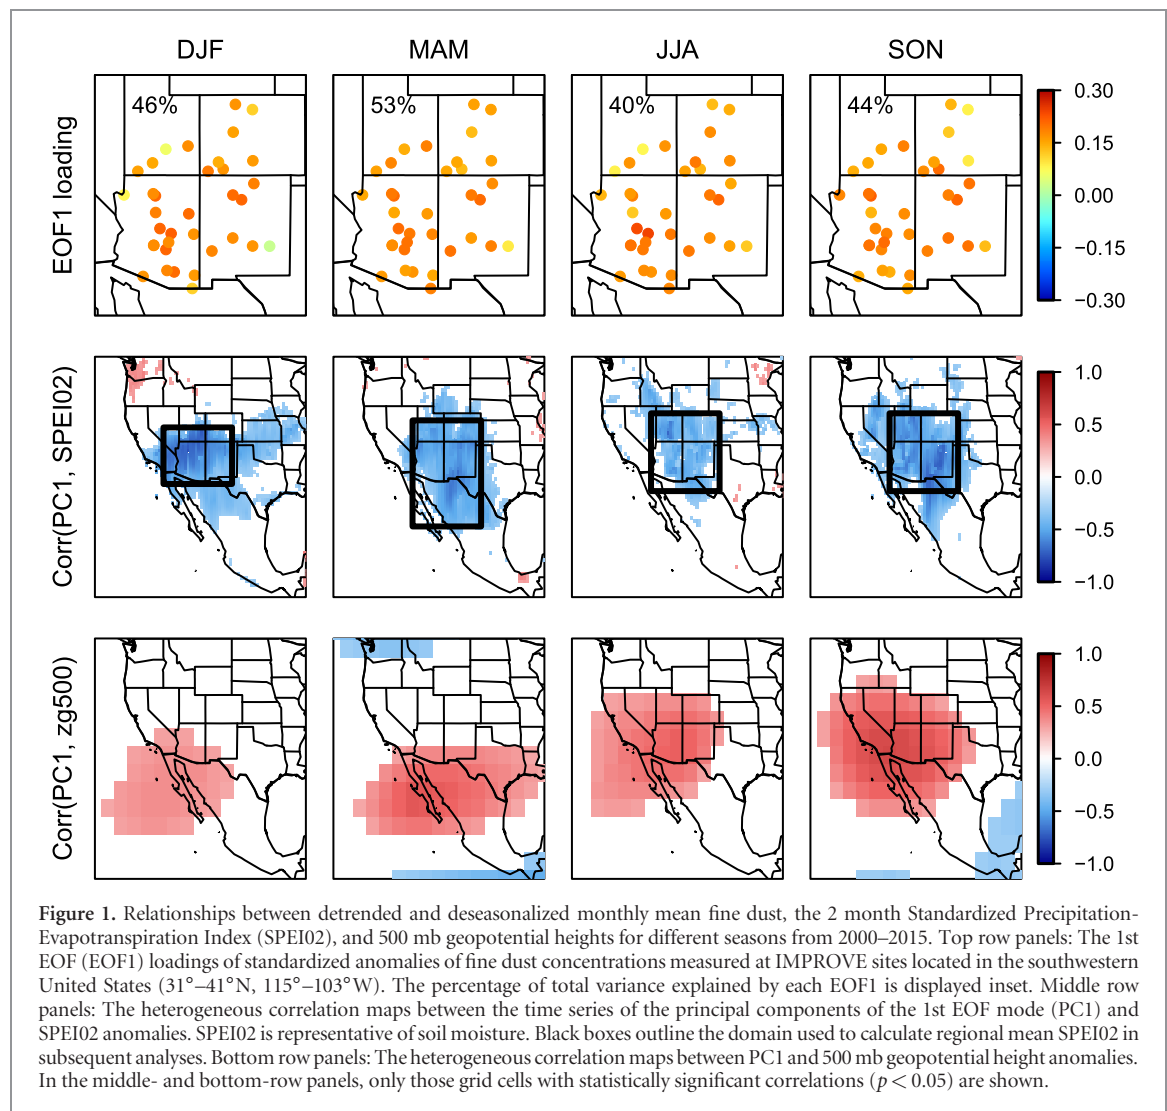 DJF MAM JJA SON
EOF1 loading
46% 53% 40% 44%
0.30
0.15
0.00
−0.15
−0.30
Corr(PC1, SPEI02)
1.0
0.5
0.0
−0.5
−1.0
Corr(PC1, zg500)
1.0
0.5
0.0
−0.5
−1.0
Figure 1. Relationships between detrended and deseasonalized monthly mean fine dust, the 2 month Standardized Precipitation-
Evapotranspiration Index (SPEI02), and 500 mb geopotential heights for different seasons from 2000–2015. Top row panels: The 1st
EOF (EOF1) loadings of standardized anomalies of fine dust concentrations measured at IMPROVE sites located in the southwestern
United States (31°–41°N, 115°–103°W). The percentage of total variance explained by each EOF1 is displayed inset. Middle row
panels: The heterogeneous correlation maps between the time series of the principal components of the 1st EOF mode (PC1) and
SPEI02 anomalies. SPEI02 is representative of soil moisture. Black boxes outline the domain used to calculate regional mean SPEI02 in
subsequent analyses. Bottom row panels: The heterogeneous correlation maps between PC1 and 500 mb geopotential height anomalies.
In the middle- and bottom-row panels, only those grid cells with statistically significant correlations (p < 0.05) are shown.